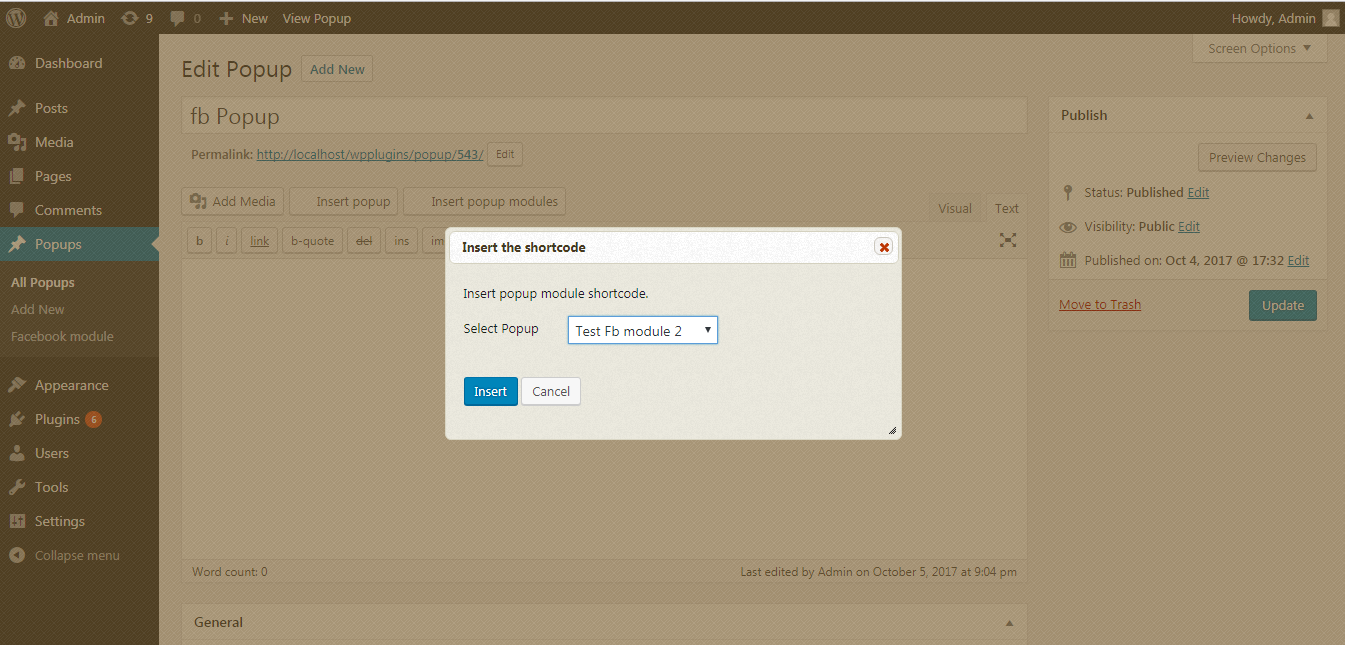 Admin 9 0 New View Popup Howdy, Admin
Screen Options
Dashboard
Posts
Media
Pages
Comments
Popups
All Popups
Add New
Facebook module
Appearance
Plugins 6
Users
Tools
Settings
Collapse menu
Edit Popup Add New
fb Popup
Permalink: http://localhost/wpplugins/popup/543/ Edit
Add Media Insert popup Insert popup modules
Visual Text
b i link b-quote del ins im
Insert the shortcode
Insert popup module shortcode.
Select Popup Test Fb module 2
Insert Cancel
Word count: 0 Last edited by Admin on October 5, 2017 at 9:04 pm
General
Publish
Preview Changes
Status: Published Edit
Visibility: Public Edit
Published on: Oct 4, 2017 @ 17:32 Edit
Move to Trash Update